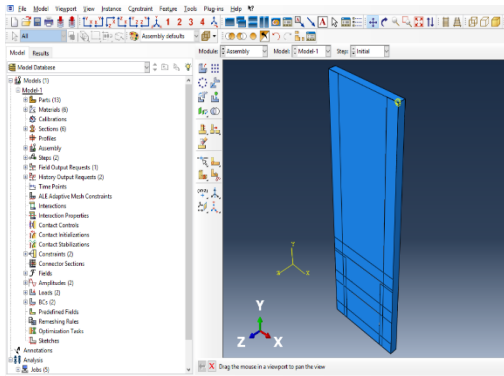 File Model Viewport View Instance Constraint Feature Tools Plug-ins Help
1 2 3 4
All
Assembly defaults
Model Results
Module: Assembly Model: Model-1 Step: Initial
Model Database
Models (1)
Model-1
Parts (13)
Materials (6)
Calibrations
Sections (6)
Profiles
Assembly
Steps (2)
Field Output Requests (1)
History Output Requests (2)
Time Points
ALE Adaptive Mesh Constraints
Interactions
Interaction Properties
Contact Controls
Contact Initializations
Contact Stabilizations
Constraints (2)
Connector Sections
Fields
Amplitudes (2)
Loads (2)
BCs (2)
Predefined Fields
Remeshing Rules
Optimization Tasks
Sketches
Annotations
Analysis
Jobs (5)
Y
Z X
X Drag the mouse in a viewport to pan the view